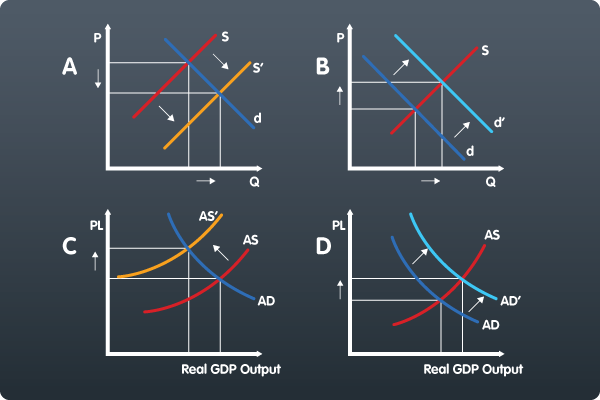 A
P
S
S′
d
Q
B
P
S
d′
d
Q
C
PL
AS′
AS
AD
Real GDP Output
D
PL
AS
AD′
AD
Real GDP Output